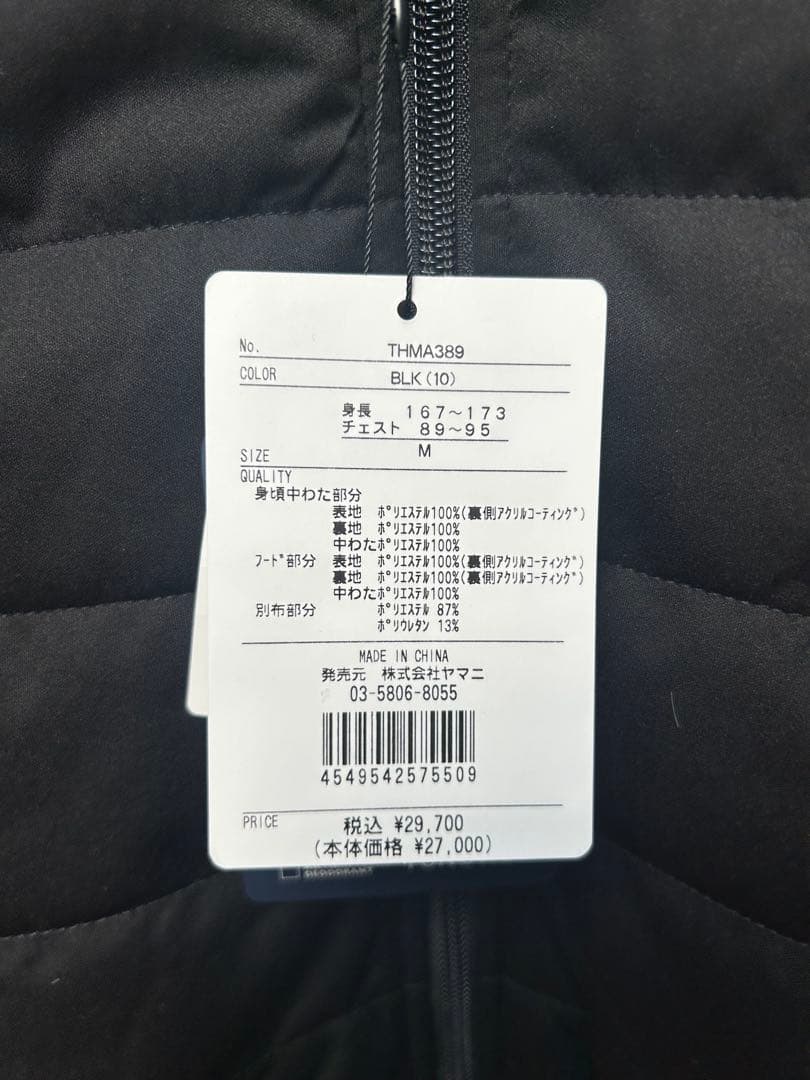 No. THMA389
COLOR BLK(10)
身長 167～173
チェスト 89～95
SIZE M
QUALITY
身頃中わた部分
表地 ﾎﾟﾘｴｽﾃﾙ100%(裏側ｱｸﾘﾙｺｰﾃｨﾝｸﾞ)
裏地 ﾎﾟﾘｴｽﾃﾙ100%
中わたﾎﾟﾘｴｽﾃﾙ100%
ﾌｰﾄﾞ部分 表地 ﾎﾟﾘｴｽﾃﾙ100%(裏側ｱｸﾘﾙｺｰﾃｨﾝｸﾞ)
裏地 ﾎﾟﾘｴｽﾃﾙ100%(裏側ｱｸﾘﾙｺｰﾃｨﾝｸﾞ)
中わたﾎﾟﾘｴｽﾃﾙ100%
別布部分 ﾎﾟﾘｴｽﾃﾙ 87%
ﾎﾟﾘｳﾚﾀﾝ 13%
MADE IN CHINA
発売元 株式会社ヤマニ
03-5806-8055
4549542575509
PRICE 税込 ¥29,700
(本体価格 ¥27,000)